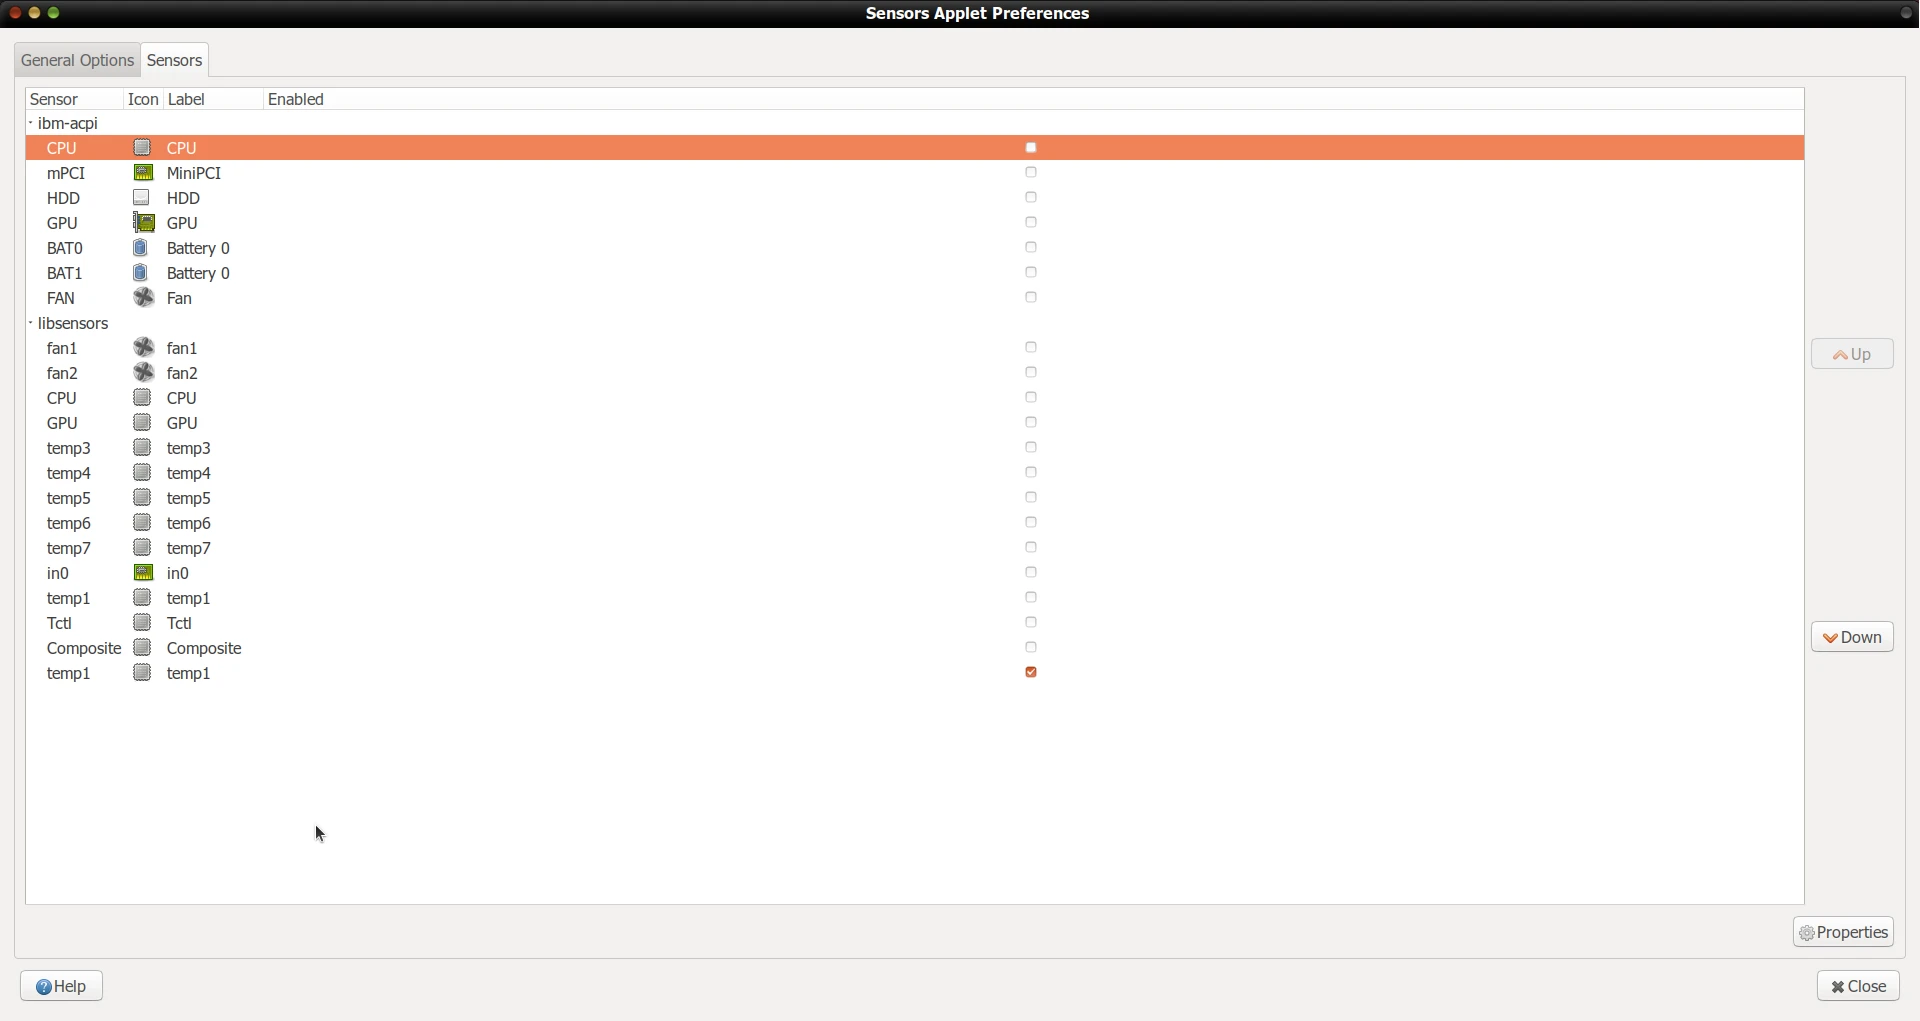 Sensors Applet Preferences
General Options Sensors
Sensor Icon Label Enabled
ibm-acpi
CPU CPU
mPCI MiniPCI
HDD HDD
GPU GPU
BAT0 Battery 0
BAT1 Battery 0
FAN Fan
libsensors
fan1 fan1
fan2 fan2
CPU CPU
GPU GPU
temp3 temp3
temp4 temp4
temp5 temp5
temp6 temp6
temp7 temp7
in0 in0
temp1 temp1
Tctl Tctl
Composite Composite
temp1 temp1
Up
Down
Properties
Help Close